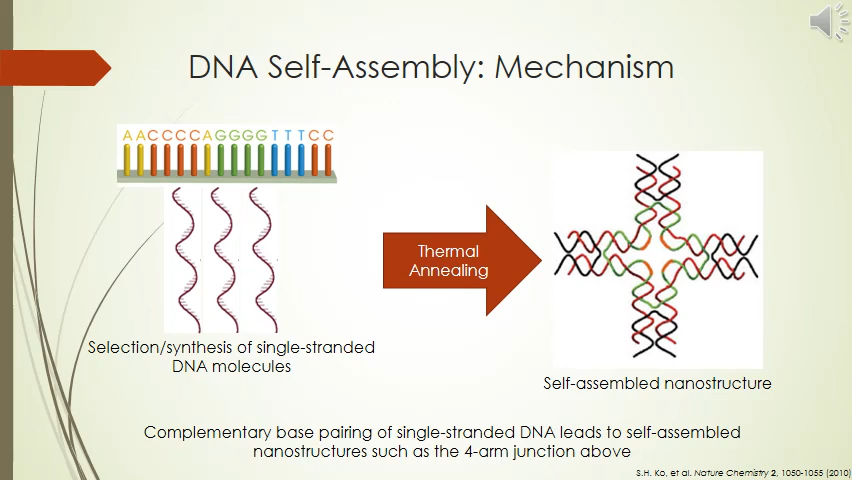 DNA Self-Assembly: Mechanism
AACCCCAGGGGTTTCC
Thermal
Annealing
Selection/synthesis of single-stranded
DNA molecules
Self-assembled nanostructure
Complementary base pairing of single-stranded DNA leads to self-assembled
nanostructures such as the 4-arm junction above
S.H. Ko, et al. Nature Chemistry 2, 1050-1055 (2010)